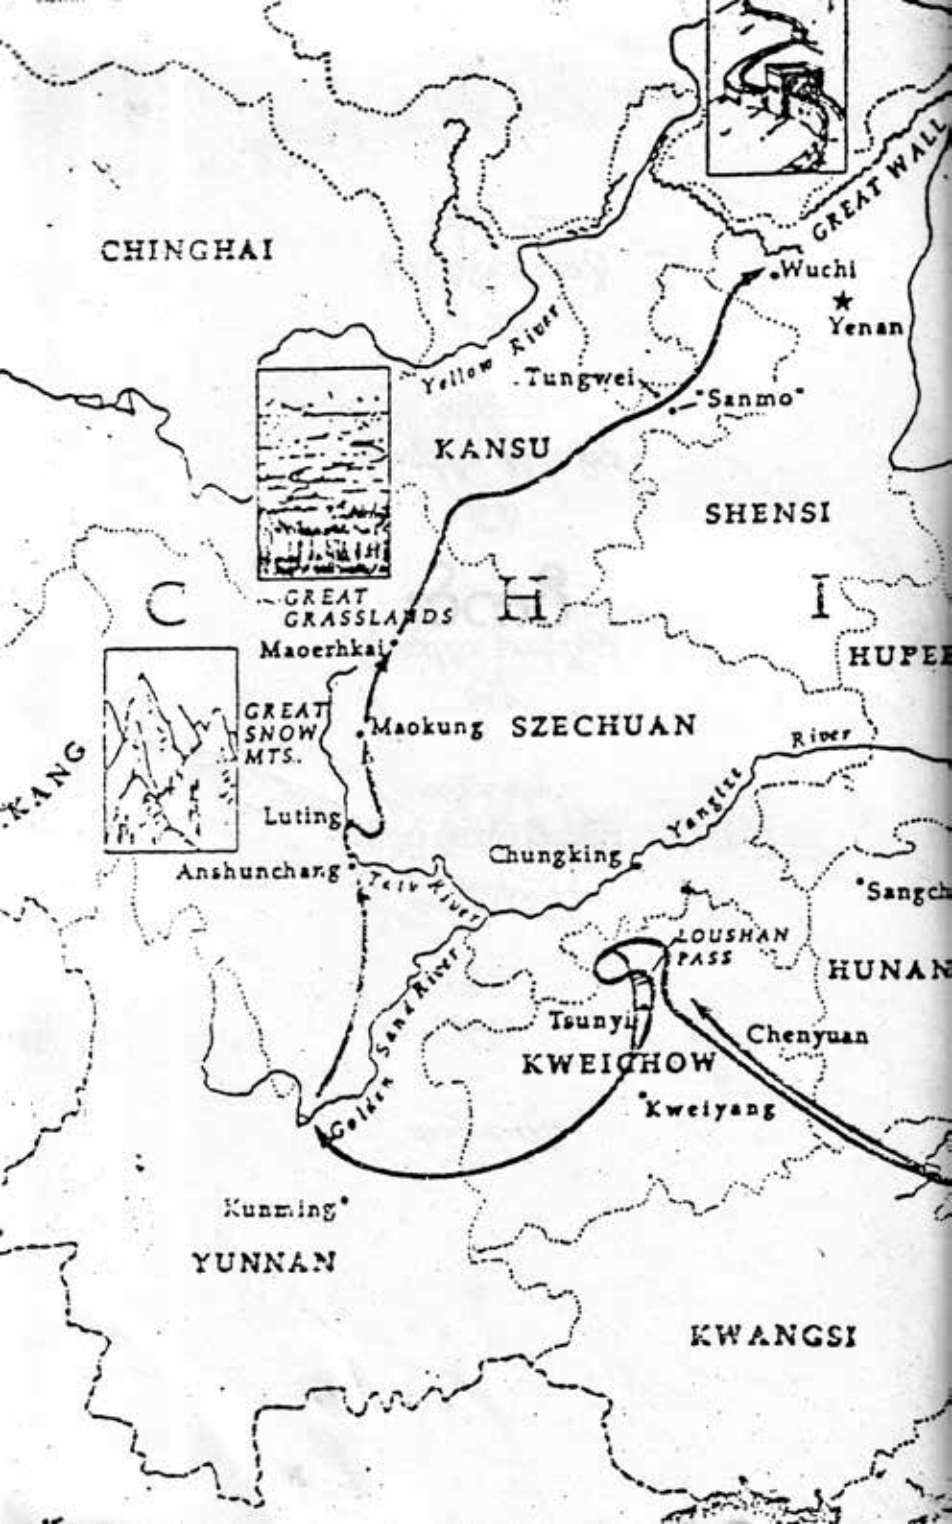 GREAT WALL
CHINGHAI
Wuchi
Yenan
Yellow River
Tungwei
"Sanmo"
KANSU
SHENSI
C H I
GREAT
GRASSLANDS
Maoerhkai
HUPEE
GREAT
SNOW
MTS.
Maokung
SZECHUAN
Yangtze River
KANG
Luting
Chungking
Anshunchang
Tatu River
Sangch
LOUSHAN
PASS
HUNAN
Golden Sand River
Tsunyi
Chenyuan
KWEICHOW
Kweiyang
Kunming
YUNNAN
KWANGSI